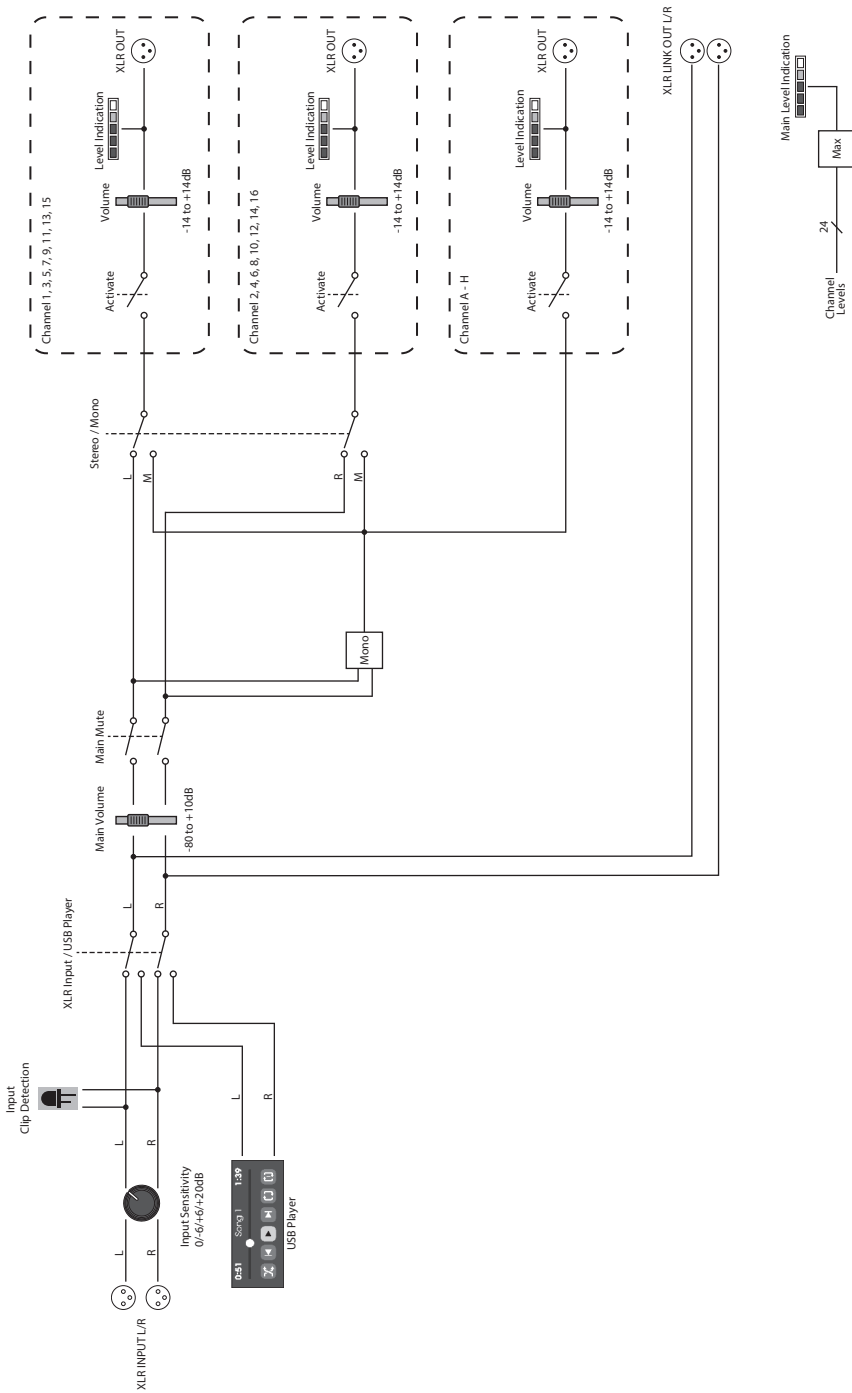 XLR INPUT L/R
L
R
Input Sensitivity
0/-6/+6/+20dB
L
R
Input
Clip Detection
0:51
Song 1
1:39
USB Player
L
R
XLR Input / USB Player
L
R
Main Volume
-80 to +10dB
Main Mute
Mono
Stereo / Mono
L
M
R
M
Channel 1, 3, 5, 7, 9, 11, 13, 15
Activate
Volume
-14 to +14dB
Level Indication
XLR OUT
Channel 2, 4, 6, 8, 10, 12, 14, 16
Activate
Volume
-14 to +14dB
Level Indication
XLR OUT
Channel A - H
Activate
Volume
-14 to +14dB
Level Indication
XLR OUT
XLR LINK OUT L/R
Channel
Levels
24
Max
Main Level Indication